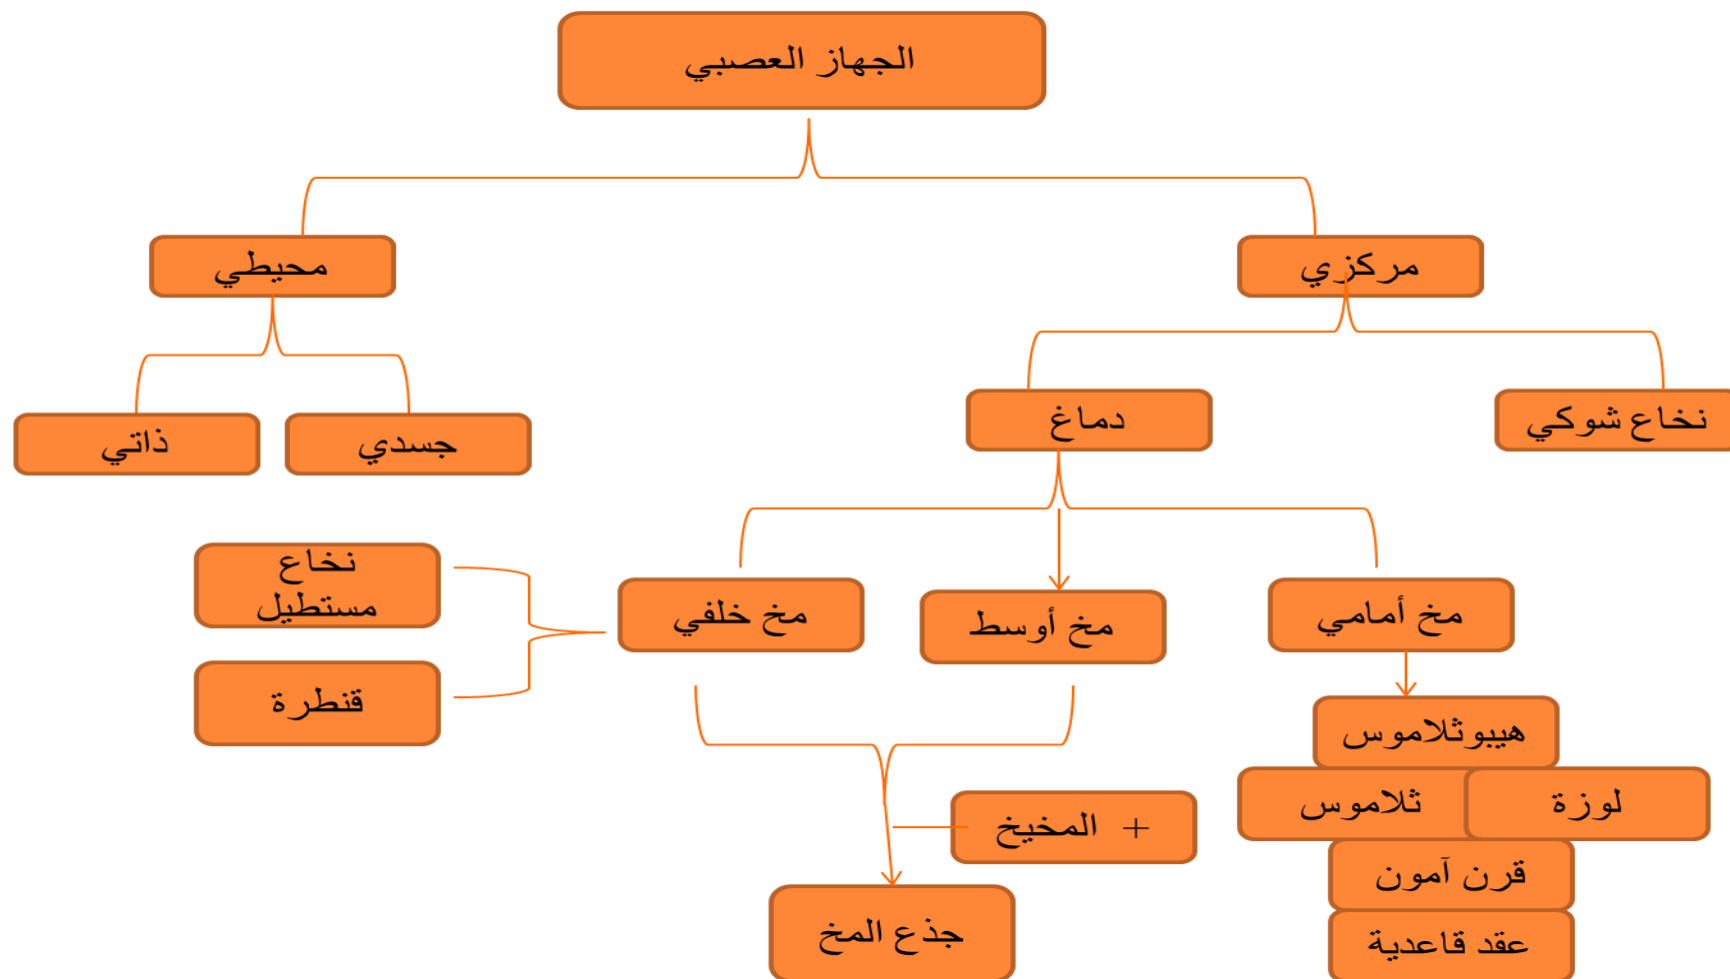 الجهاز العصبي
مركزي
محيطي
نخاع شوكي
دماغ
جسدي
ذاتي
مخ أمامي
مخ أوسط
مخ خلفي
نخاع
مستطيل
قنطرة
هيبوثلاموس
لوزة
ثلاموس
قرن آمون
عقد قاعدية
+ المخيخ
جذع المخ